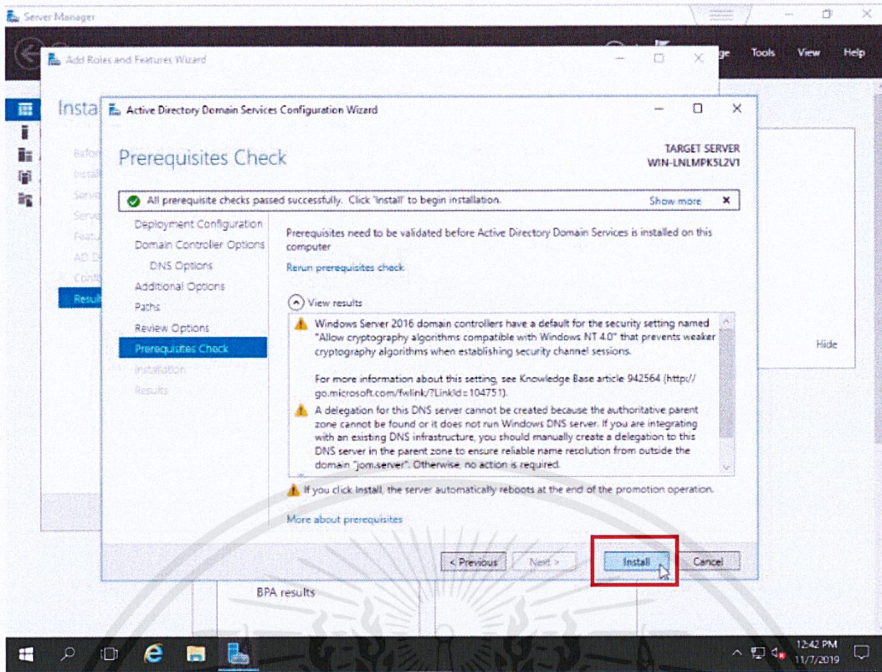 Server Manager
Tools View Help
Add Roles and Features Wizard
Active Directory Domain Services Configuration Wizard
Prerequisites Check
TARGET SERVER
WIN-LNLMPK5L2V1
All prerequisite checks passed successfully. Click 'Install' to begin installation.
Show more
Deployment Configuration
Domain Controller Options
DNS Options
Additional Options
Paths
Review Options
Prerequisites Check
Installation
Results
Prerequisites need to be validated before Active Directory Domain Services is installed on this
computer
Rerun prerequisites check
View results
Windows Server 2016 domain controllers have a default for the security setting named
"Allow cryptography algorithms compatible with Windows NT 4.0" that prevents weaker
cryptography algorithms when establishing security channel sessions.
For more information about this setting, see Knowledge Base article 942564 (http://
go.microsoft.com/fwlink/?LinkId=104751).
A delegation for this DNS server cannot be created because the authoritative parent
zone cannot be found or it does not run Windows DNS server. If you are integrating
with an existing DNS infrastructure, you should manually create a delegation to this
DNS server in the parent zone to ensure reliable name resolution from outside the
domain "jom.server". Otherwise, no action is required.
If you click Install, the server automatically reboots at the end of the promotion operation.
More about prerequisites
< Previous
Next >
Install
Cancel
Hide
BPA results
12:42 PM
11/7/2019